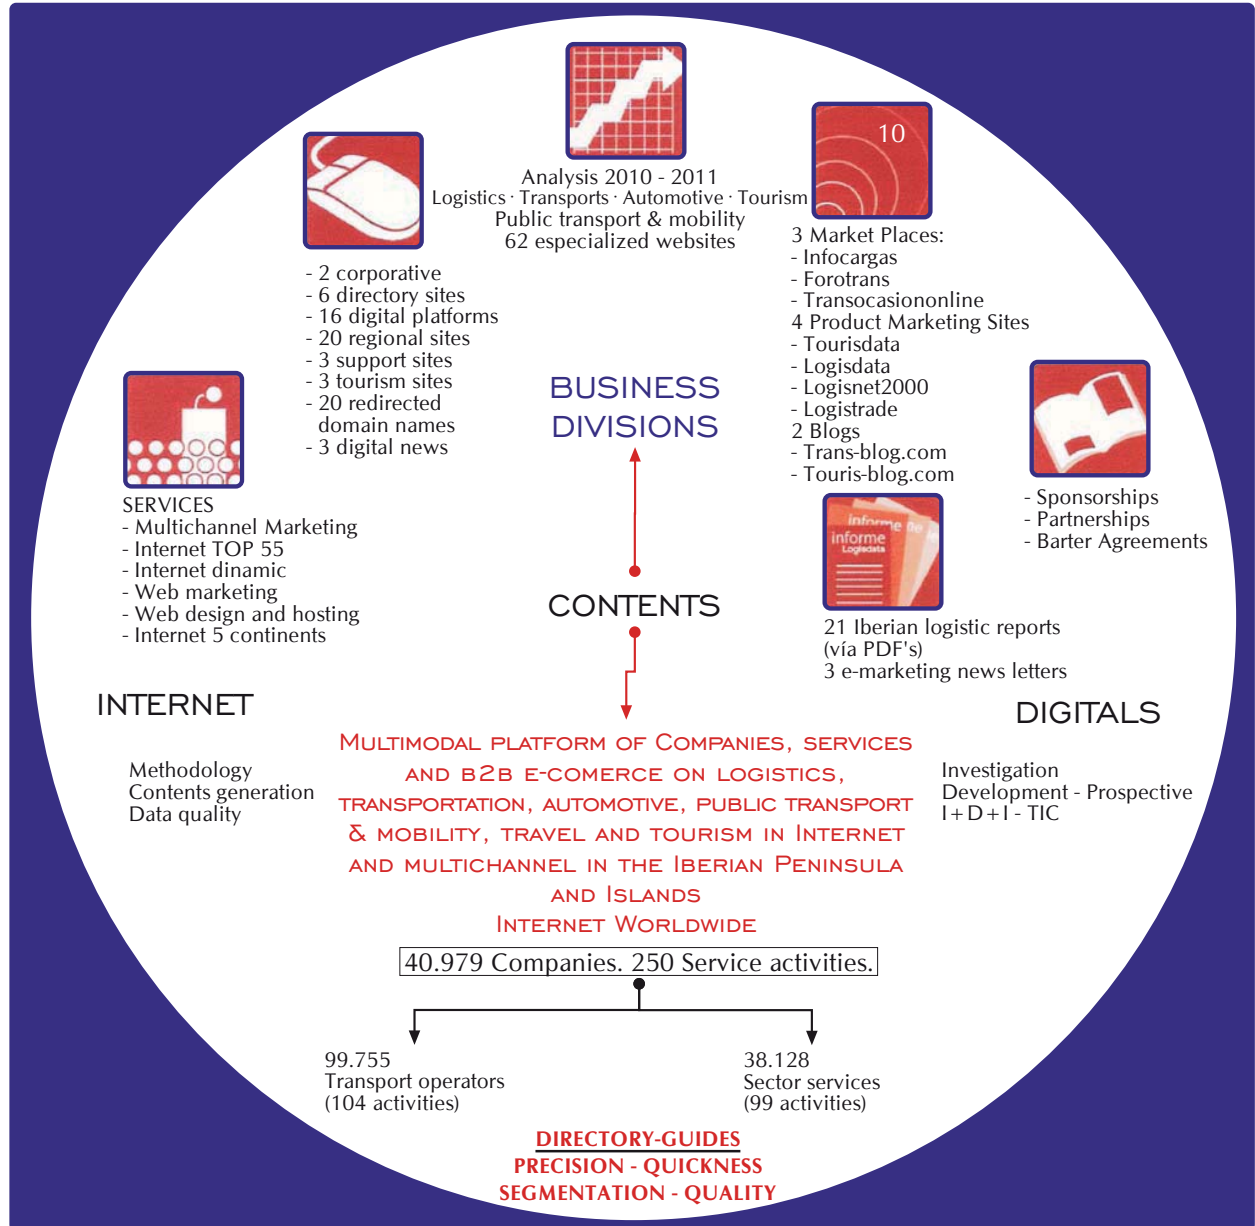 Analysis 2010 - 2011
Logistics · Transports · Automotive · Tourism
Public transport & mobility
62 especialized websites
- 2 corporative
- 6 directory sites
- 16 digital platforms
- 20 regional sites
- 3 support sites
- 3 tourism sites
- 20 redirected
domain names
- 3 digital news
10
3 Market Places:
- Infocargas
- Forotrans
- Transocasiononline
4 Product Marketing Sites
- Tourisdata
- Logisdata
- Logisnet2000
- Logistrade
2 Blogs
- Trans-blog.com
- Touris-blog.com
SERVICES
- Multichannel Marketing
- Internet TOP 55
- Internet dinamic
- Web marketing
- Web design and hosting
- Internet 5 continents
BUSINESS
DIVISIONS
- Sponsorships
- Partnerships
- Barter Agreements
informe
informe
Logisdata
CONTENTS
21 Iberian logistic reports
(vía PDF's)
3 e-marketing news letters
INTERNET
DIGITALS
Methodology
Contents generation
Data quality
Investigation
Development - Prospective
I+D+I - TIC
MULTIMODAL PLATFORM OF COMPANIES, SERVICES
AND B2B E-COMERCE ON LOGISTICS,
TRANSPORTATION, AUTOMOTIVE, PUBLIC TRANSPORT
& MOBILITY, TRAVEL AND TOURISM IN INTERNET
AND MULTICHANNEL IN THE IBERIAN PENINSULA
AND ISLANDS
INTERNET WORLDWIDE
40.979 Companies. 250 Service activities.
99.755
Transport operators
(104 activities)
38.128
Sector services
(99 activities)
DIRECTORY-GUIDES
PRECISION - QUICKNESS
SEGMENTATION - QUALITY